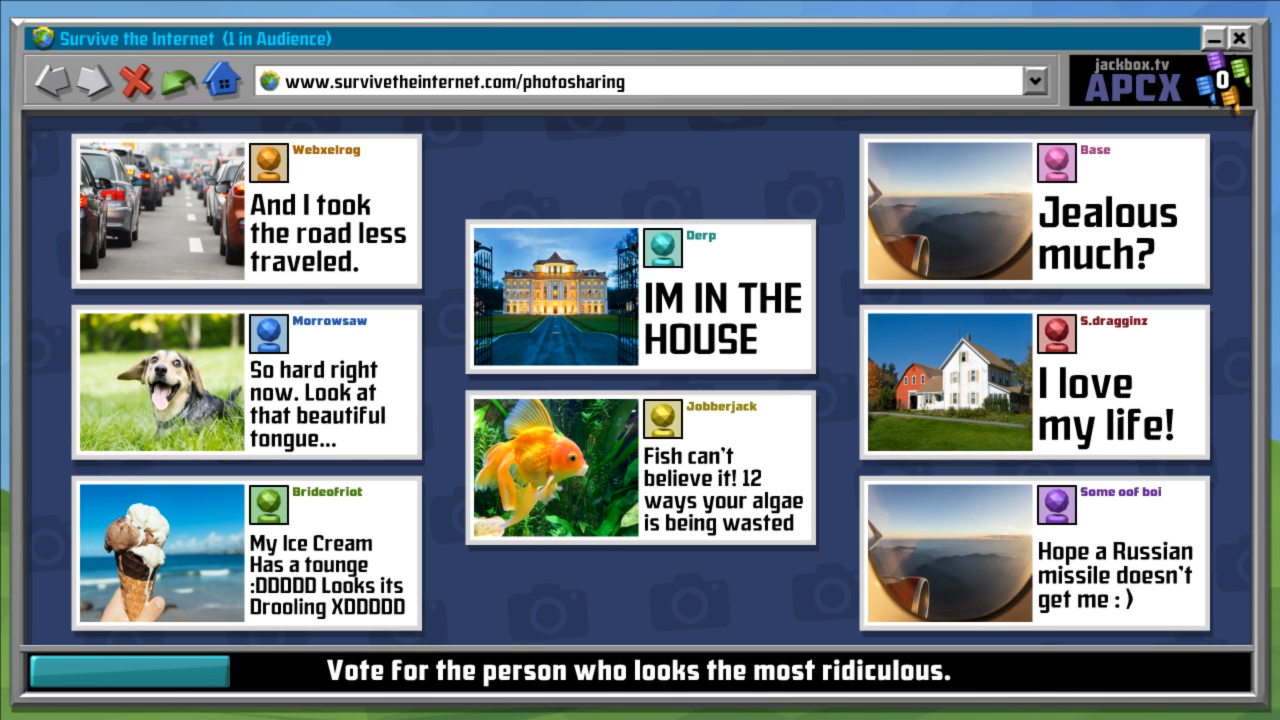 Survive the Internet (1 in Audience)
www.survivetheinternet.com/photosharing
jackbox.tv
APCX
0
Webxelrog
And I took
the road less
traveled.
Morrowsaw
So hard right
now. Look at
that beautiful
tongue...
Brideofriot
My Ice Cream
Has a tounge
:DDDDD Looks its
Drooling XDDDDD
Derp
IM IN THE
HOUSE
Jobberjack
Fish can't
believe it! 12
ways your algae
is being wasted
Base
Jealous
much?
S.dragginz
I love
my life!
Some oof boi
Hope a Russian
missile doesn't
get me : )
Vote for the person who looks the most ridiculous.